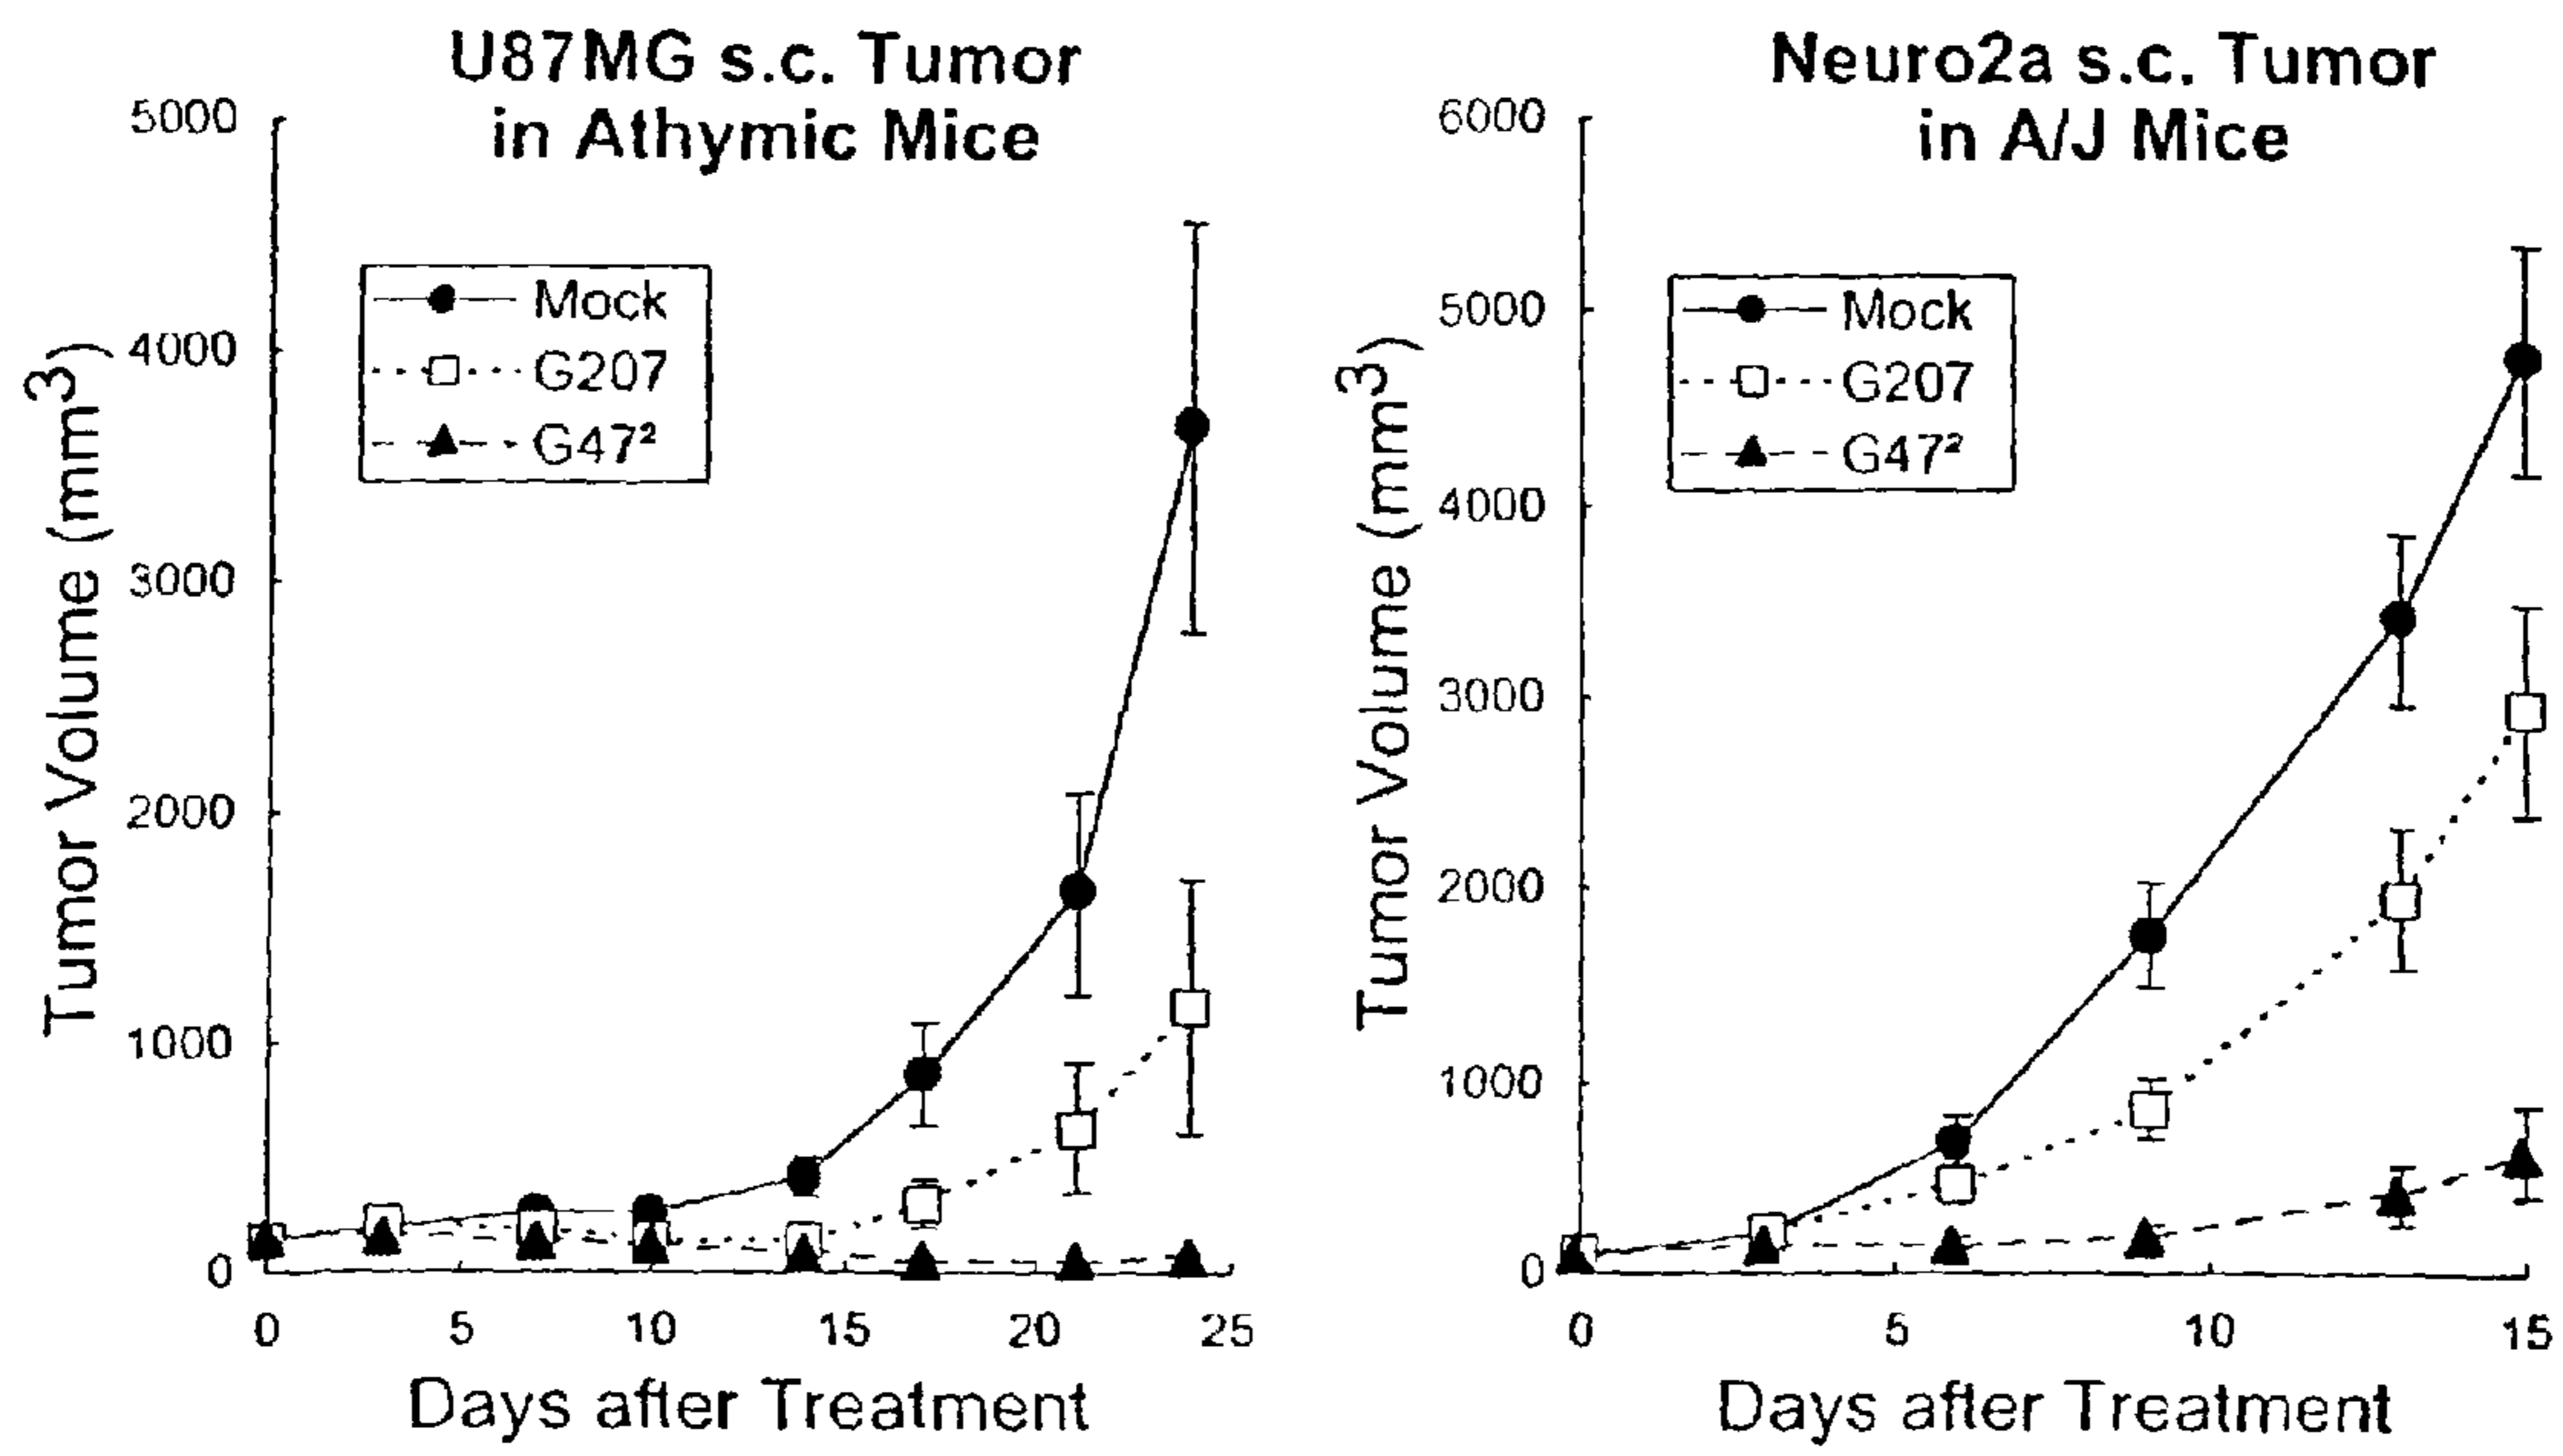 U87MG s.c. Tumor
in Athymic Mice
5000
4000
3000
2000
1000
0
Tumor Volume (mm³)
Mock
G207
G47²
0 5 10 15 20 25
Days after Treatment
Neuro2a s.c. Tumor
in A/J Mice
6000
5000
4000
3000
2000
1000
0
Tumor Volume (mm³)
Mock
G207
G47²
0 5 10 15
Days after Treatment